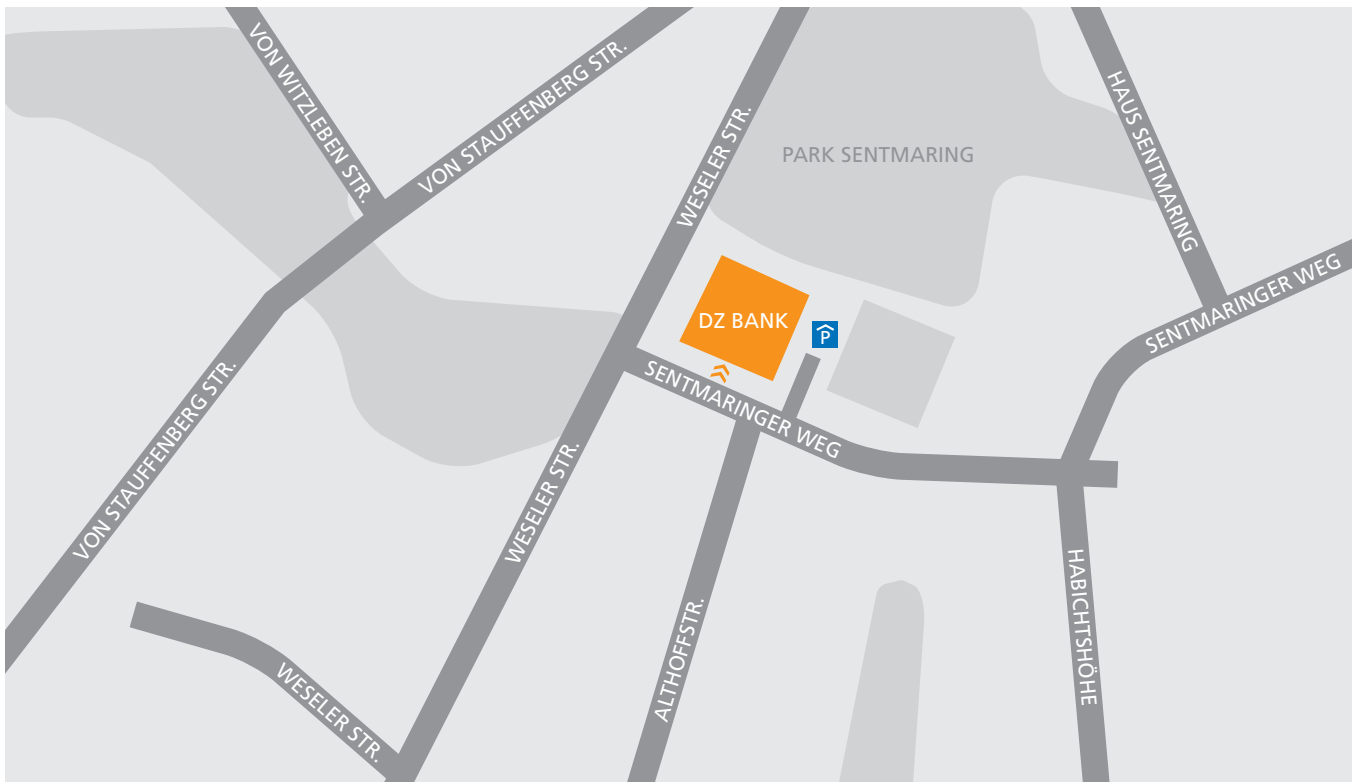 VON WITZLEBEN STR.
VON STAUFFENBERG STR.
WESELER STR.
PARK SENTMARING
HAUS SENTMARING
SENTMARINGER WEG
DZ BANK
P
SENTMARINGER WEG
VON STAUFFENBERG STR.
WESELER STR.
ALTHOFFSTR.
HABICHTSHÖHE
WESELER STR.